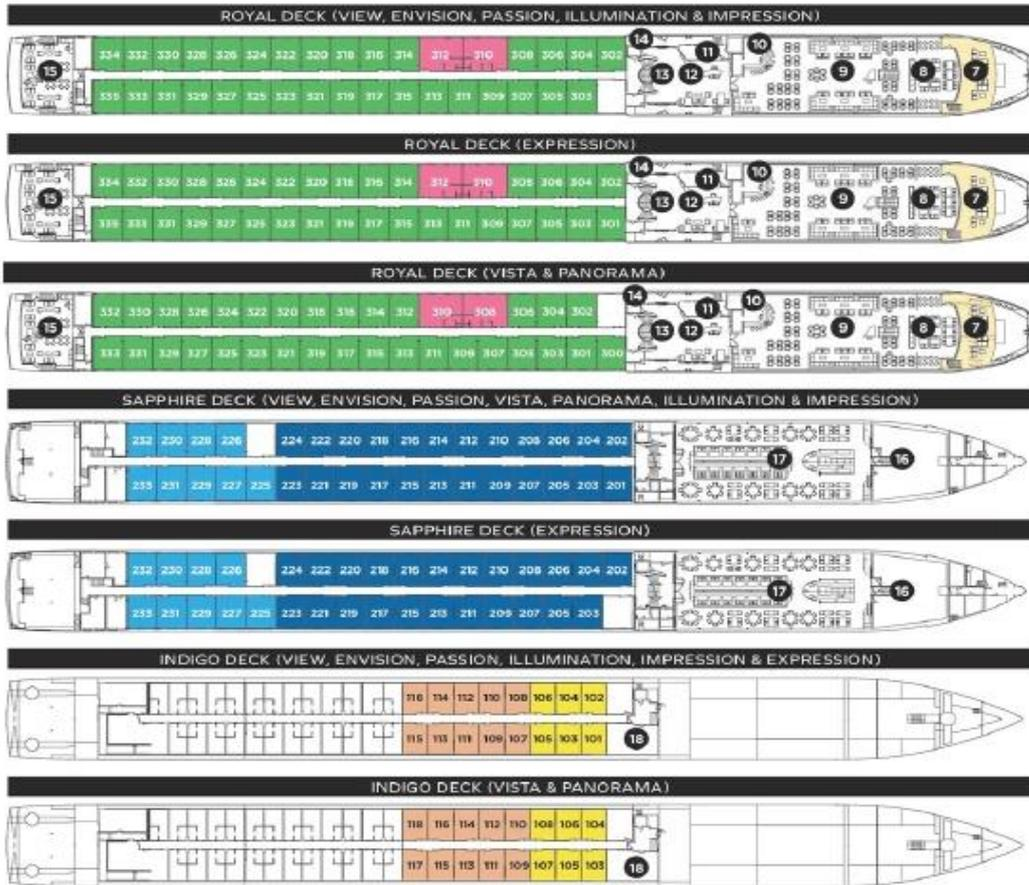 ROYAL DECK (VIEW, ENVISION, PASSION, ILLUMINATION & IMPRESSION)
14 11 10
334 332 330 328 326 324 322 320 318 316 314 312 310 308 306 304 302
15 13 12 9 8 7
335 333 331 329 327 325 323 321 319 317 315 313 311 309 307 305 303
ROYAL DECK (EXPRESSION)
14 11 10
334 332 330 328 326 324 322 320 318 316 314 312 310 308 306 304 302
15 13 12 9 8 7
335 333 331 329 327 325 323 321 319 317 315 313 311 309 307 305 303 301
ROYAL DECK (VISTA & PANORAMA)
14 11 10
332 330 328 326 324 322 320 318 316 314 312 310 308 306 304 302
15 13 12 9 8 7
333 331 329 327 325 323 321 319 317 315 313 311 309 307 305 303 301 300
SAPPHIRE DECK (VIEW, ENVISION, PASSION, VISTA, PANORAMA, ILLUMINATION & IMPRESSION)
232 230 228 226 224 222 220 218 216 214 212 210 208 206 204 202
17 16
233 231 229 227 225 223 221 219 217 215 213 211 209 207 205 203 201
SAPPHIRE DECK (EXPRESSION)
232 230 228 226 224 222 220 218 216 214 212 210 208 206 204 202
17 16
233 231 229 227 225 223 221 219 217 215 213 211 209 207 205 203
INDIGO DECK (VIEW, ENVISION, PASSION, ILLUMINATION, IMPRESSION & EXPRESSION)
116 114 112 110 108 106 104 102
115 113 111 109 107 105 103 101 18
INDIGO DECK (VISTA & PANORAMA)
118 116 114 112 110 108 106 104
117 115 113 111 109 107 105 103 18